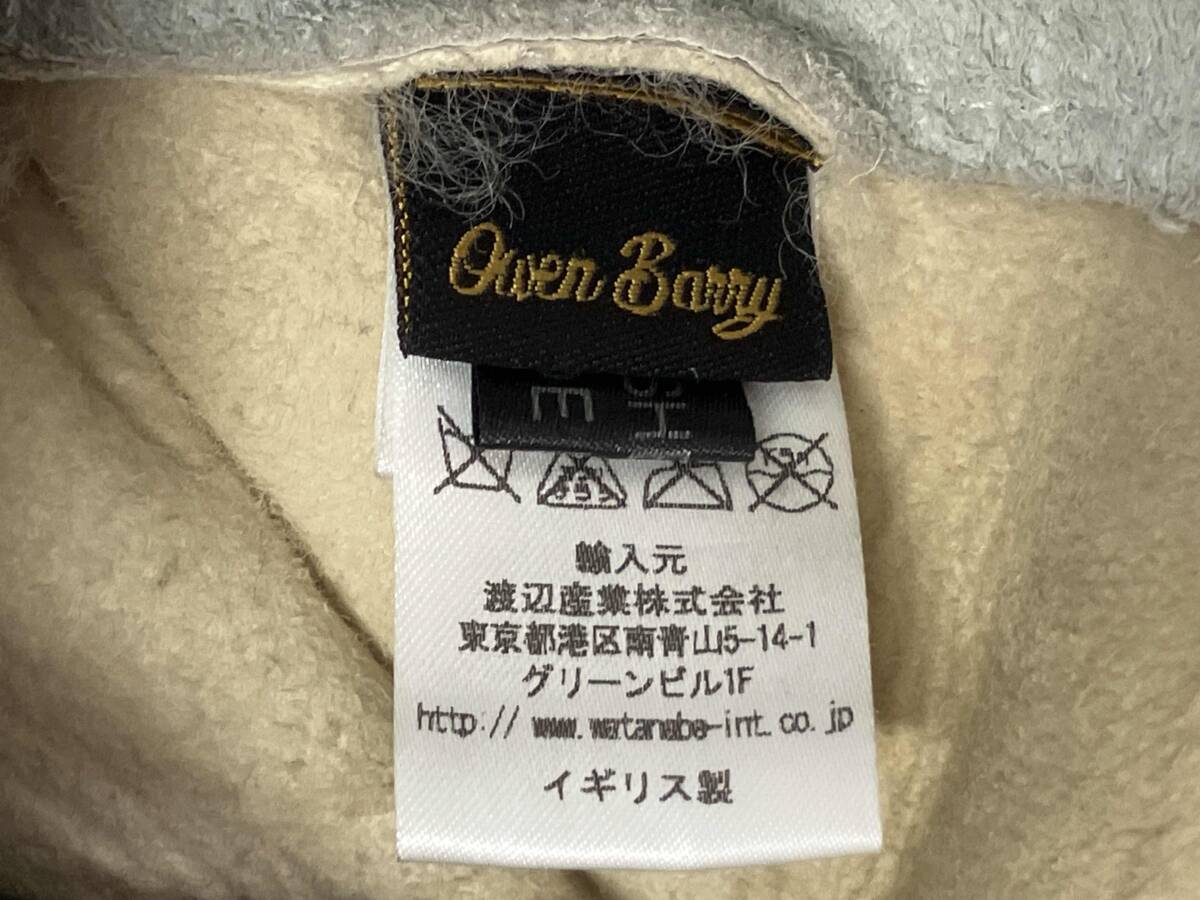 Owen Barry
輸入元
渡辺産業株式会社
東京都港区南青山5-14-1
グリーンビル1F
http://www.watanabe-int.co.jp
イギリス製